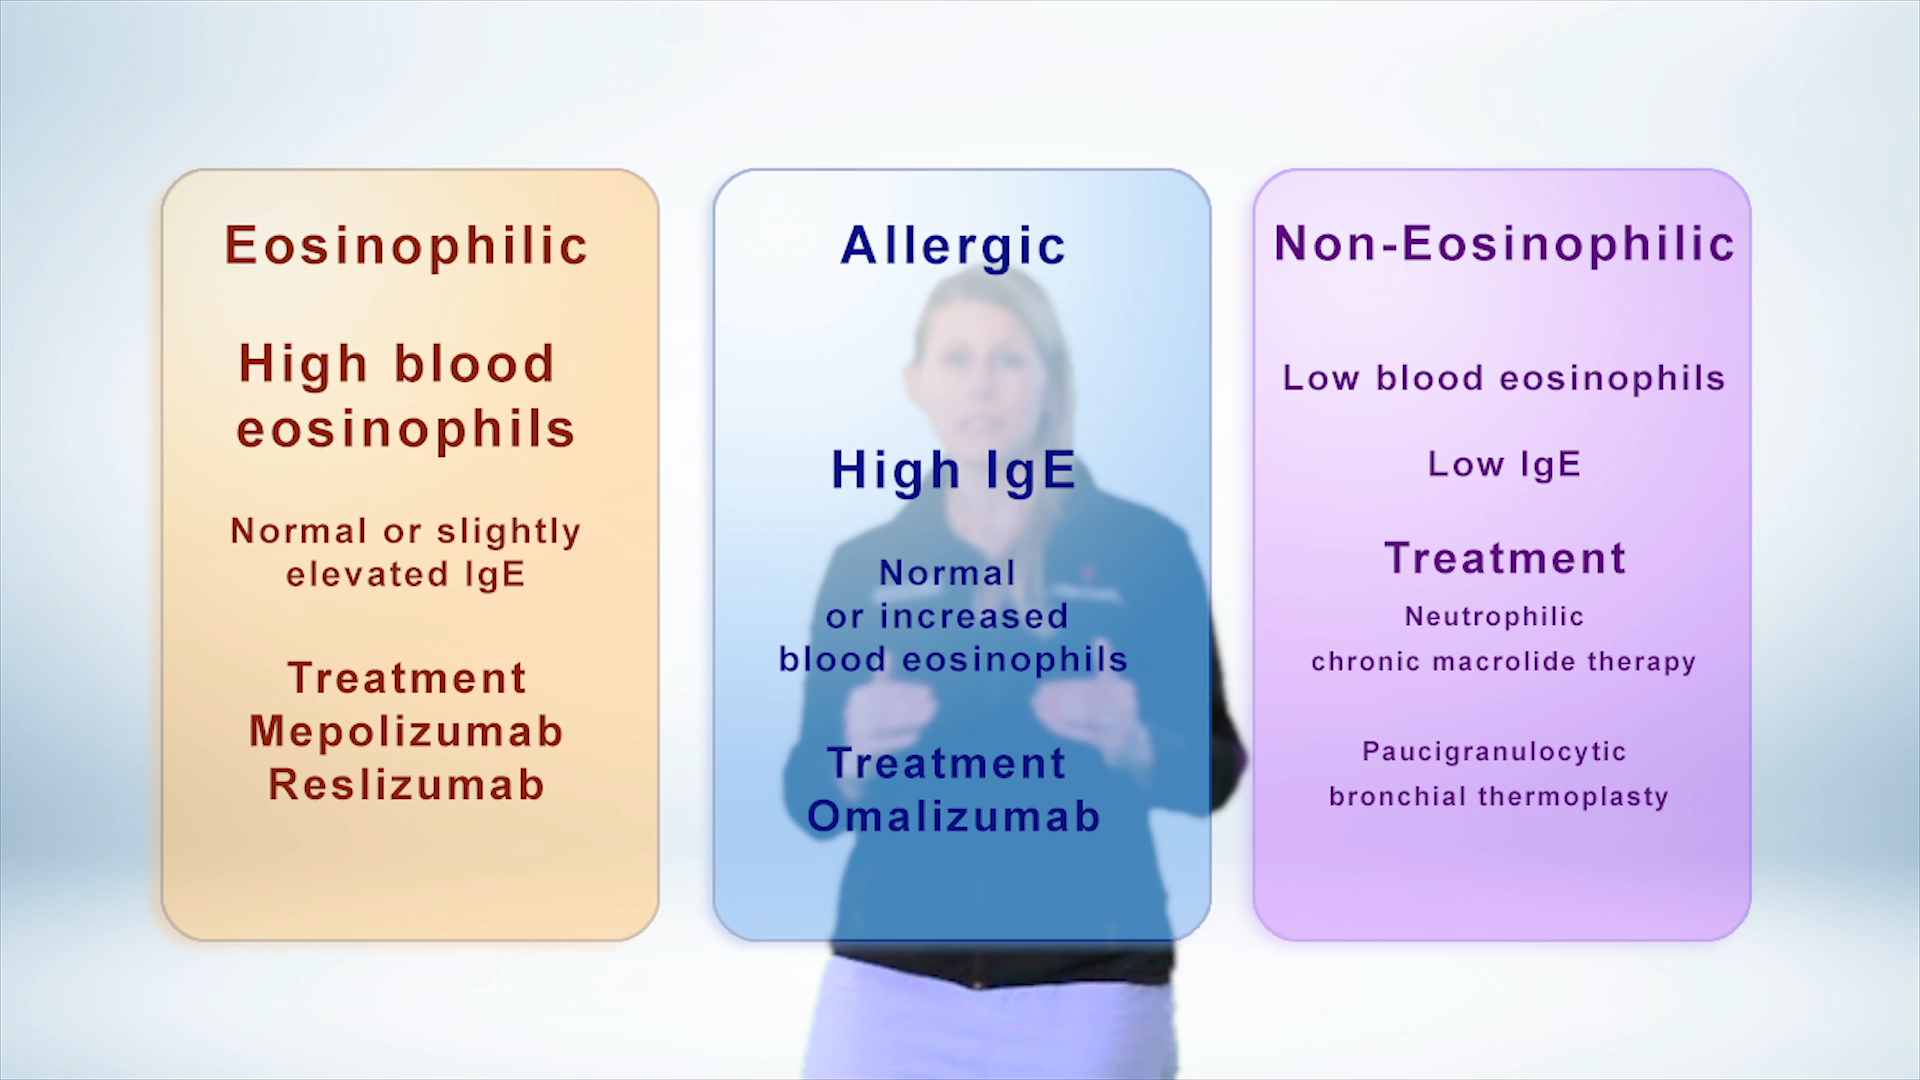 Eosinophilic
High blood
eosinophils
Normal or slightly
elevated IgE
Treatment
Mepolizumab
Reslizumab
Allergic
High IgE
Normal
or increased
blood eosinophils
Treatment
Omalizumab
Non-Eosinophilic
Low blood eosinophils
Low IgE
Treatment
Neutrophilic
chronic macrolide therapy
Paucigranulocytic
bronchial thermoplasty